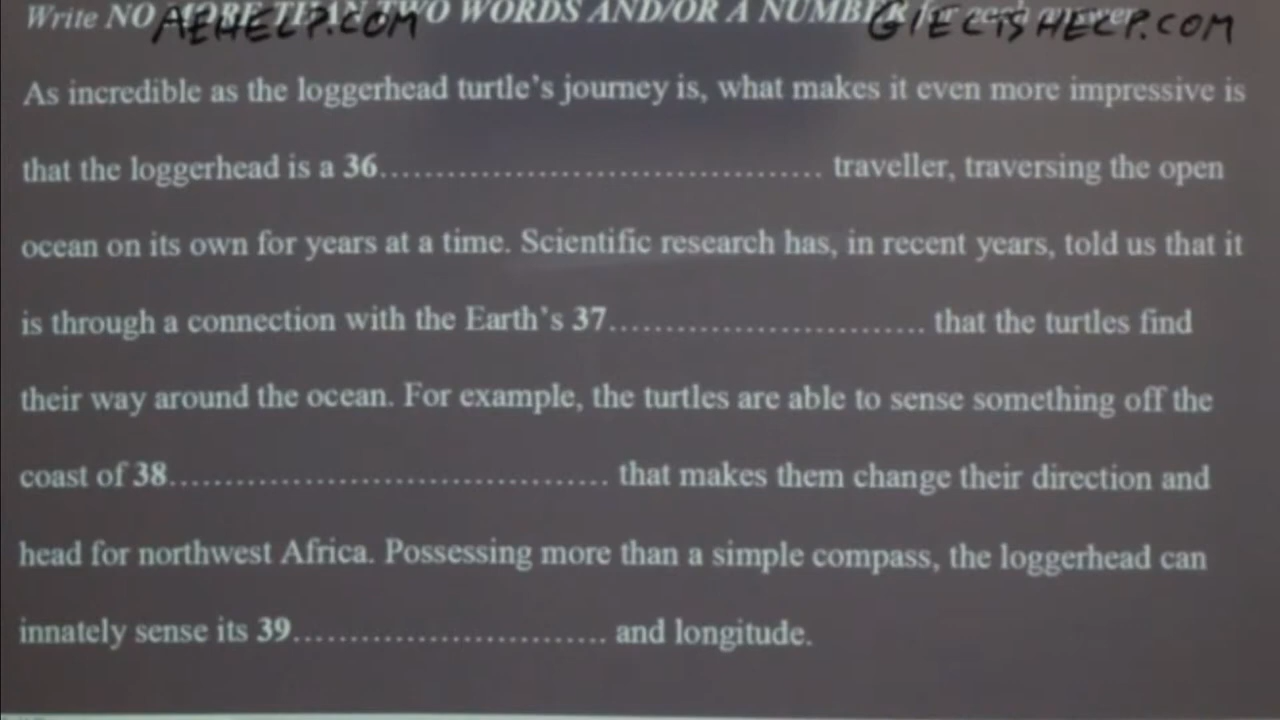 Write NO MORE THAN TWO WORDS AND/OR A NUMBER for each answer
AEHELP.COM GIELTSHELP.COM
As incredible as the loggerhead turtle's journey is, what makes it even more impressive is
that the loggerhead is a 36........................................ traveller, traversing the open
ocean on its own for years at a time. Scientific research has, in recent years, told us that it
is through a connection with the Earth's 37............................. that the turtles find
their way around the ocean. For example, the turtles are able to sense something off the
coast of 38........................................ that makes them change their direction and
head for northwest Africa. Possessing more than a simple compass, the loggerhead can
innately sense its 39............................. and longitude.